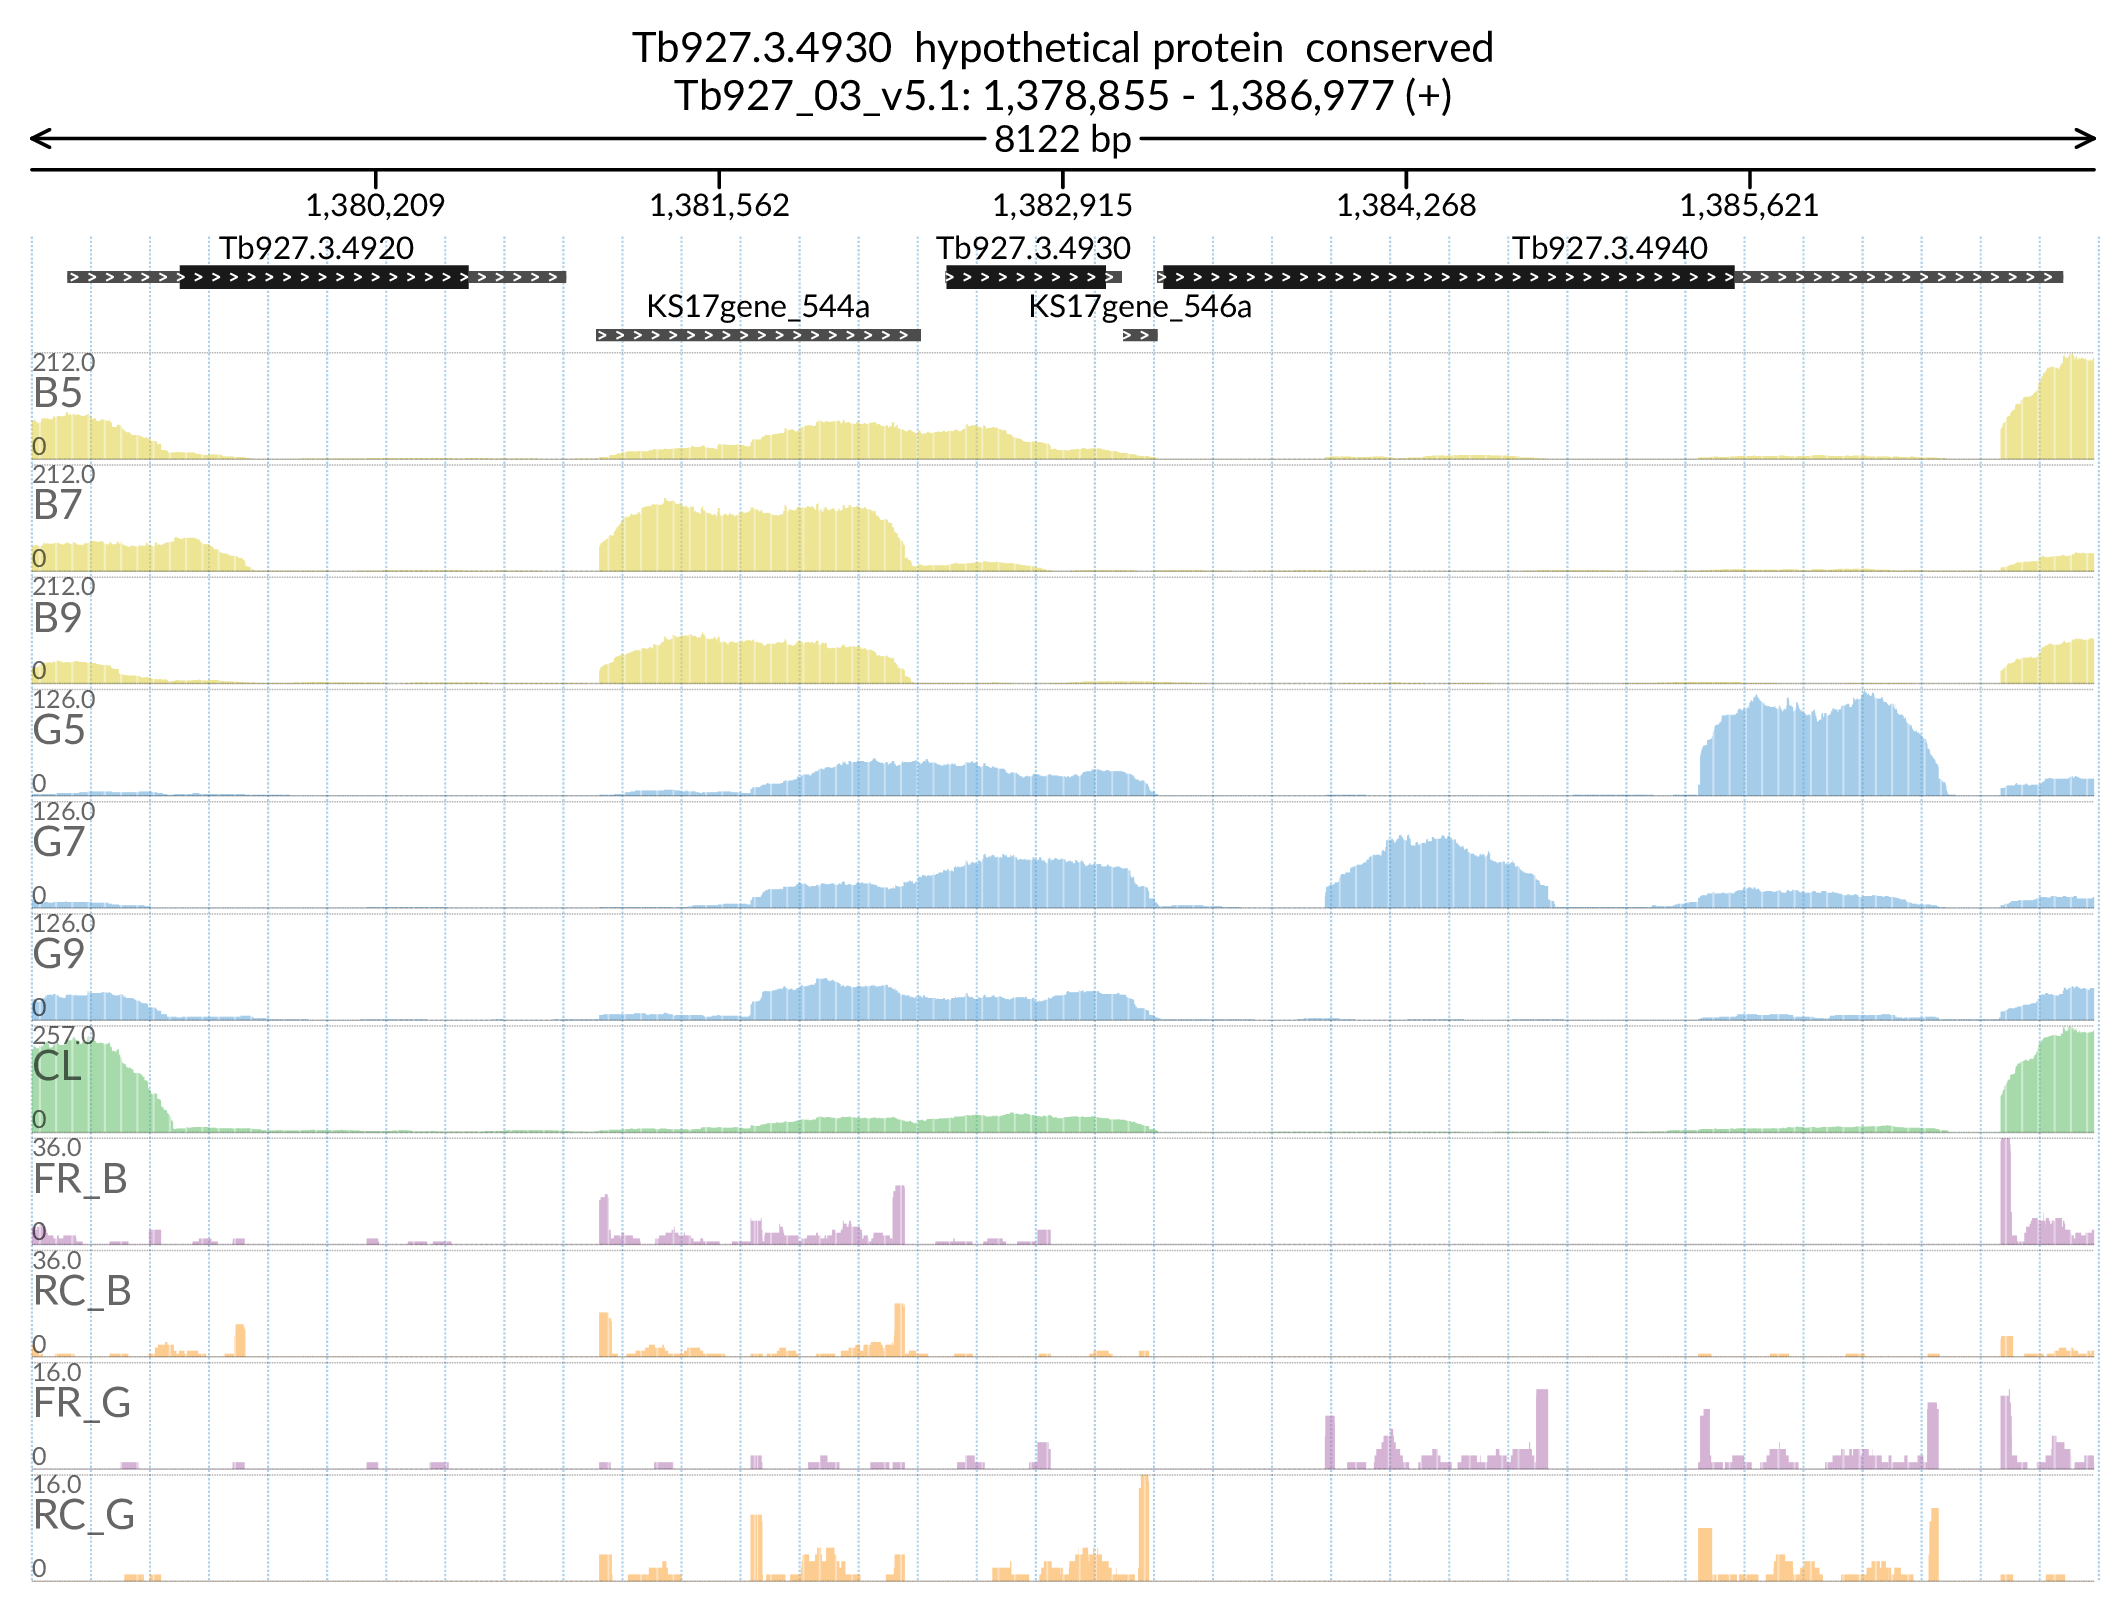 Tb927.3.4930  hypothetical protein  conserved
Tb927_03_v5.1: 1,378,855 - 1,386,977 (+)
8122 bp
1,380,209 1,381,562 1,382,915 1,384,268 1,385,621
Tb927.3.4920 Tb927.3.4930 Tb927.3.4940
KS17gene_544a KS17gene_546a
212.0
B5
0
212.0
B7
0
212.0
B9
0
126.0
G5
0
126.0
G7
0
126.0
G9
0
257.0
CL
0
36.0
FR_B
0
36.0
RC_B
0
16.0
FR_G
0
16.0
RC_G
0